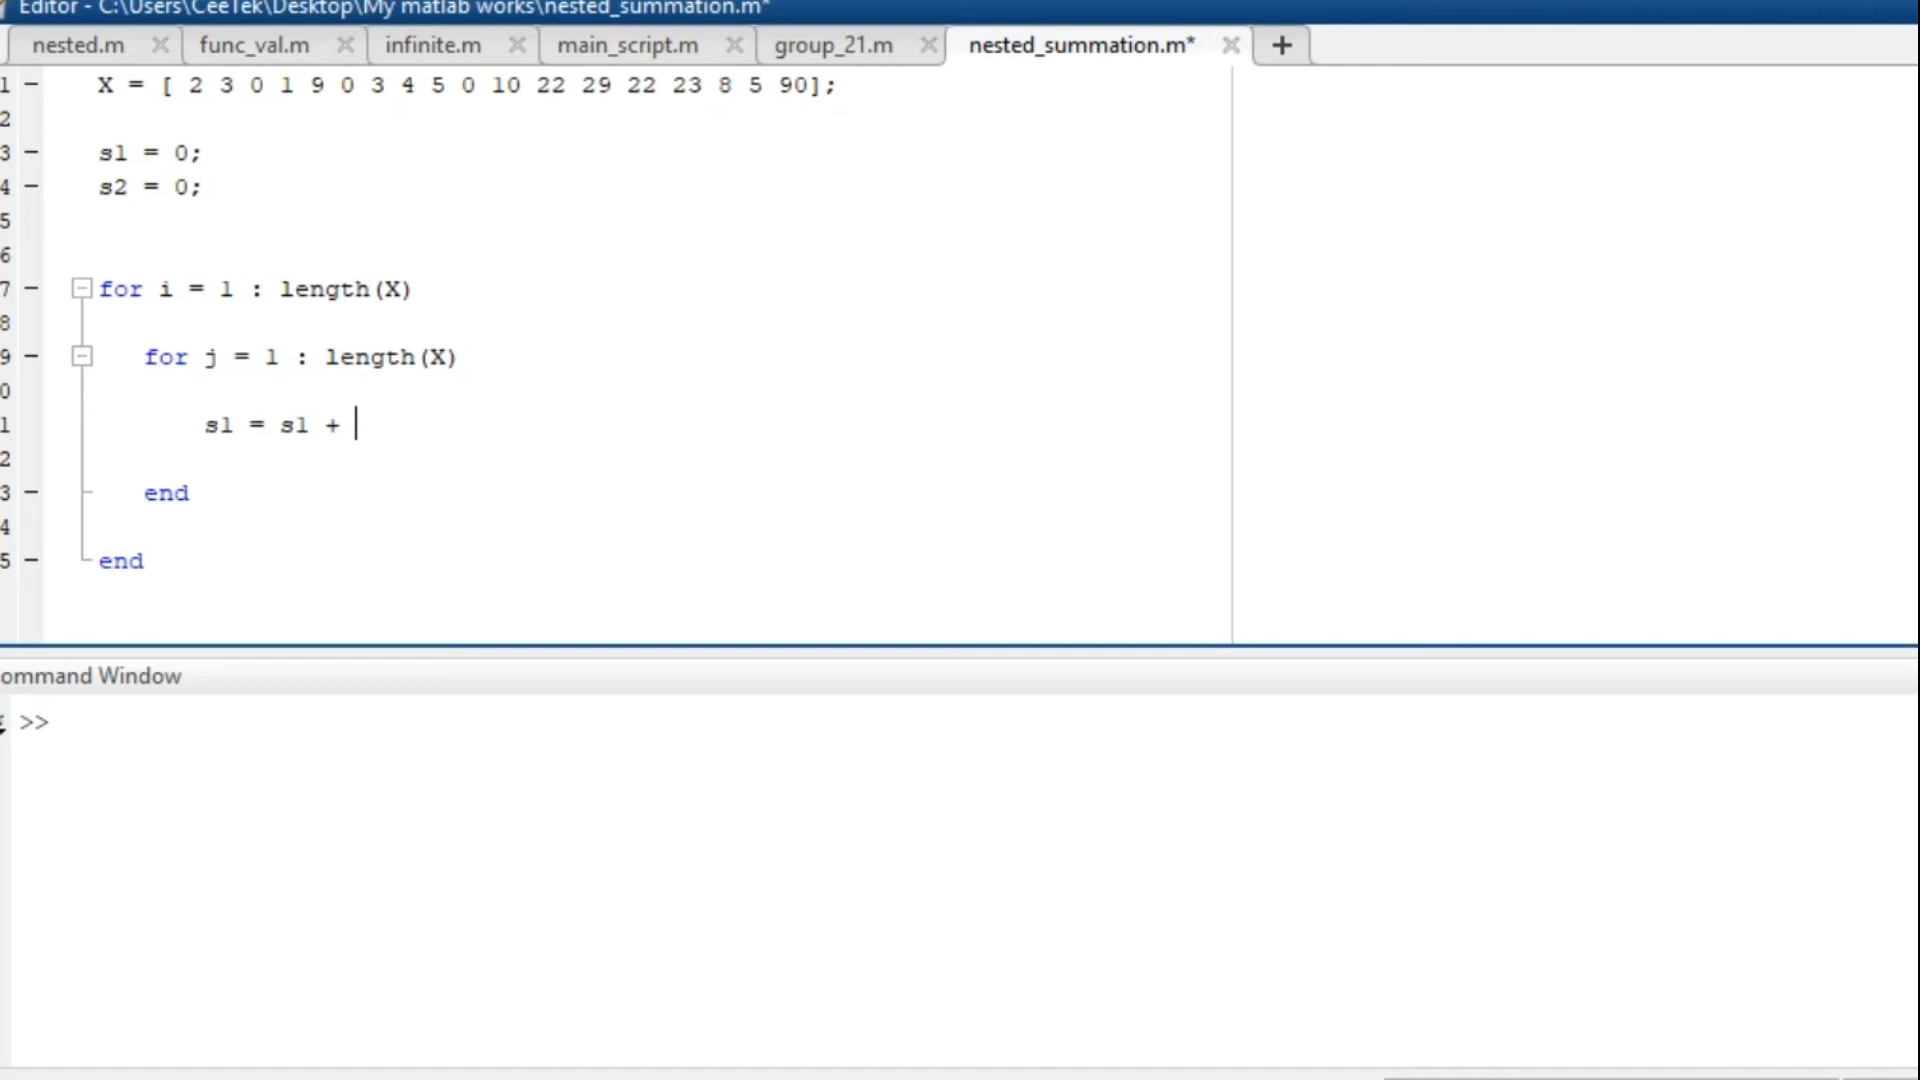 Editor - C:\Users\CeeTek\Desktop\My matlab works\nested_summation.m*
nested.m func_val.m infinite.m main_script.m group_21.m nested_summation.m* +
1 X = [ 2 3 0 1 9 0 3 4 5 0 10 22 29 22 23 8 5 90];
2
3 s1 = 0;
4 s2 = 0;
5
6
7 for i = 1 : length(X)
8
9 for j = 1 : length(X)
0
1 s1 = s1 +
2
3 end
4
5 end
ommand Window
>>